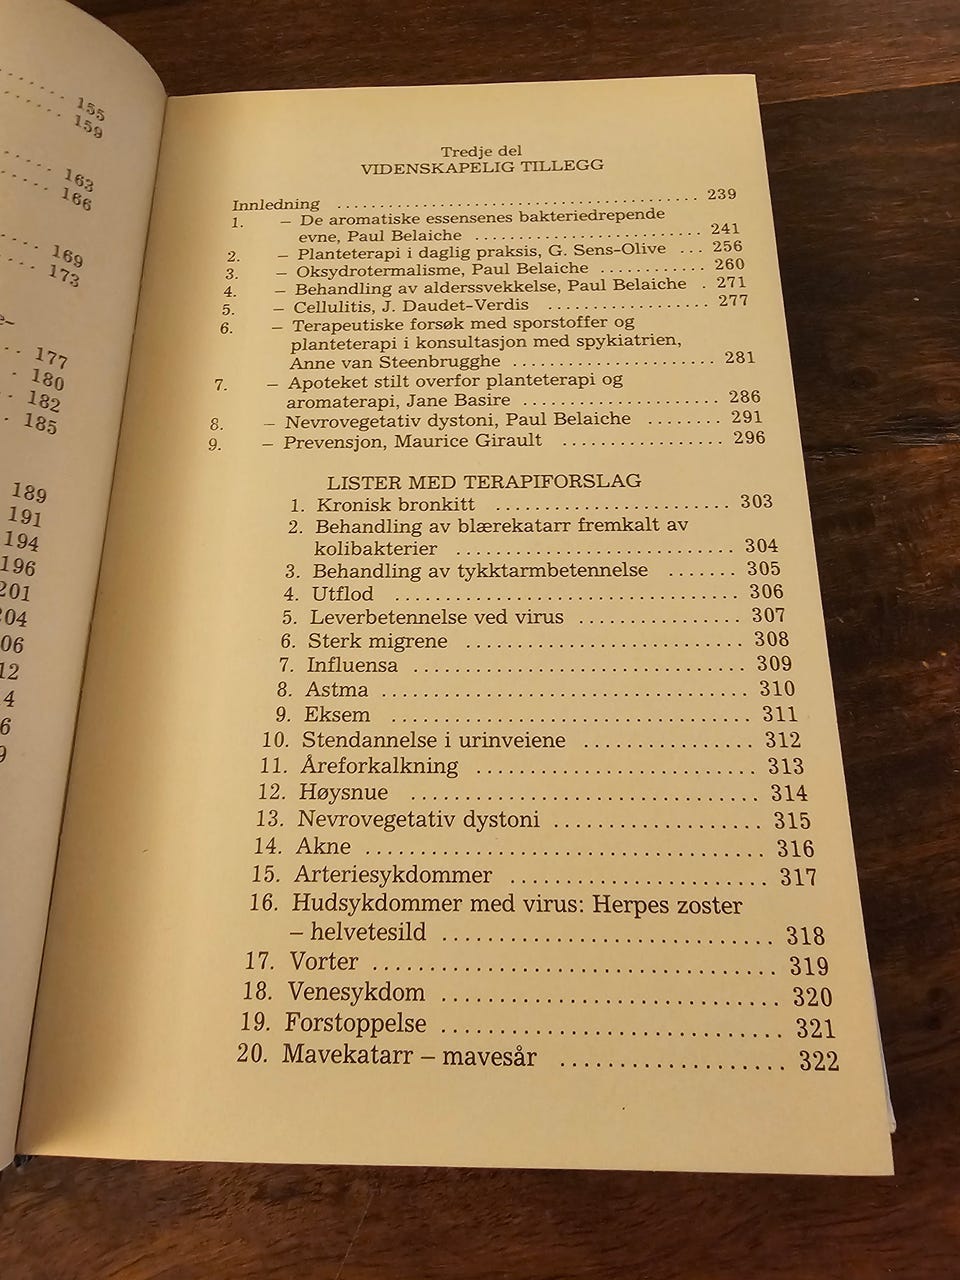 155
159
163
166
169
173
e-
177
180
182
185
189
191
194
196
201
204
06
12
4
6
9
Tredje del
VIDENSKAPELIG TILLEGG
Innledning ........................................ 239
1. – De aromatiske essensenes bakteriedrepende
evne, Paul Belaiche ............................ 241
2. – Planteterapi i daglig praksis, G. Sens-Olive ... 256
3. – Oksydrotermalisme, Paul Belaiche ............ 260
4. – Behandling av alderssvekkelse, Paul Belaiche . 271
5. – Cellulitis, J. Daudet-Verdis .................. 277
6. – Terapeutiske forsøk med sporstoffer og
planteterapi i konsultasjon med spykiatrien,
Anne van Steenbrugghe ........................ 281
7. – Apoteket stilt overfor planteterapi og
aromaterapi, Jane Basire ........................ 286
8. – Nevrovegetativ dystoni, Paul Belaiche ........ 291
9. – Prevensjon, Maurice Girault .................. 296
LISTER MED TERAPIFORSLAG
1. Kronisk bronkitt ........................... 303
2. Behandling av blærekatarr fremkalt av
kolibakterier .............................. 304
3. Behandling av tykktarmbetennelse ....... 305
4. Utflod .................................... 306
5. Leverbetennelse ved virus ................. 307
6. Sterk migrene ............................. 308
7. Influensa .................................. 309
8. Astma ...................................... 310
9. Eksem ..................................... 311
10. Stendannelse i urinveiene ................ 312
11. Åreforkalkning ........................... 313
12. Høysnue .................................. 314
13. Nevrovegetativ dystoni ................... 315
14. Akne ...................................... 316
15. Arteriesykdommer ........................ 317
16. Hudsykdommer med virus: Herpes zoster
– helvetesild ............................... 318
17. Vorter ..................................... 319
18. Venesykdom .............................. 320
19. Forstoppelse .............................. 321
20. Mavekatarr – mavesår ................... 322